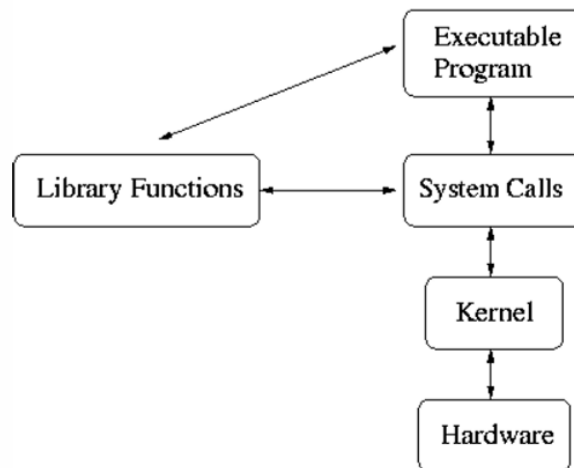 Executable
Program
Library Functions
System Calls
Kernel
Hardware